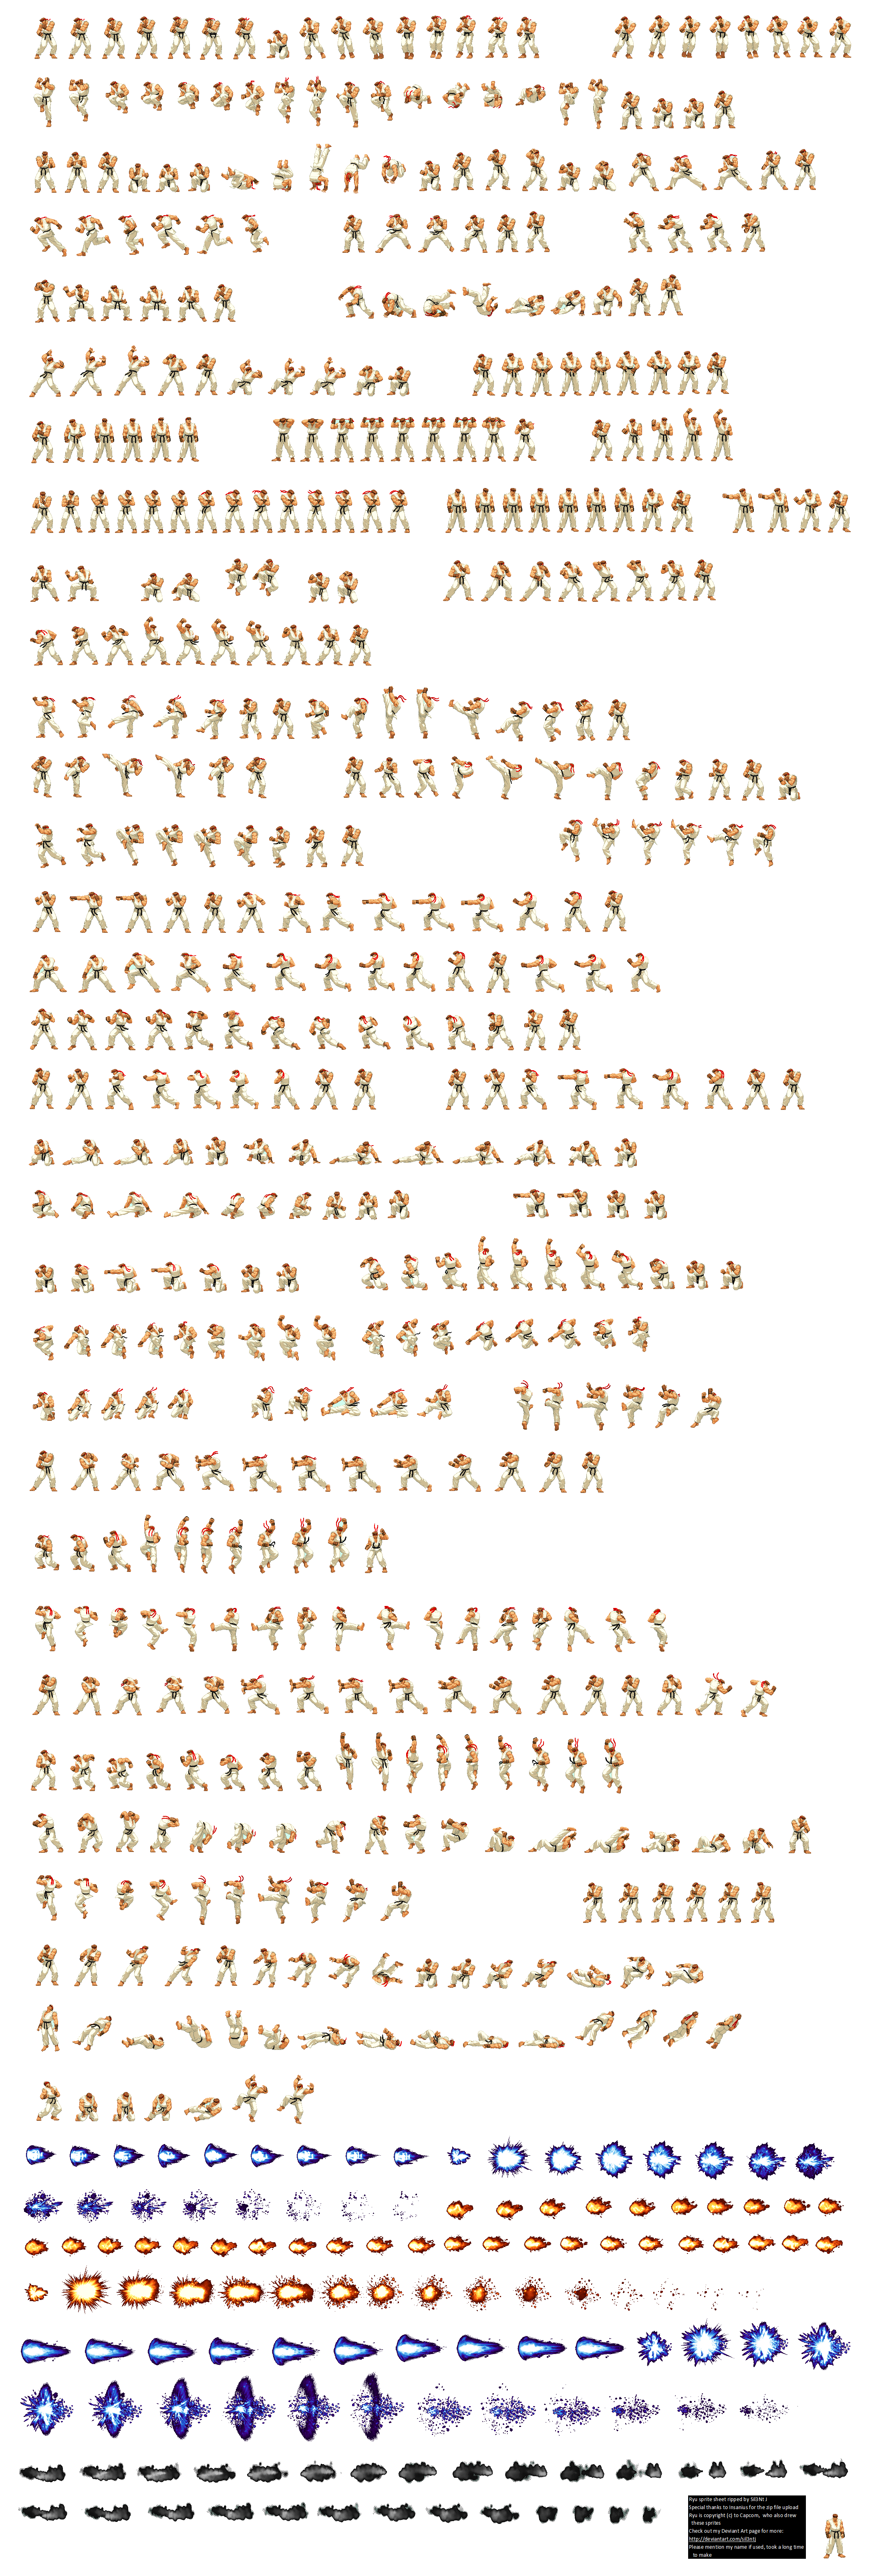 Ryu sprite sheet ripped by Sil3Nt J
Special thanks to Insanius for the zip file upload
Ryu is copyright (c) to Capcom, who also drew
these sprites
Check out my Deviant Art page for more:
http://deviantart.com/sil3ntj
Please mention my name if used, took a long time
to make